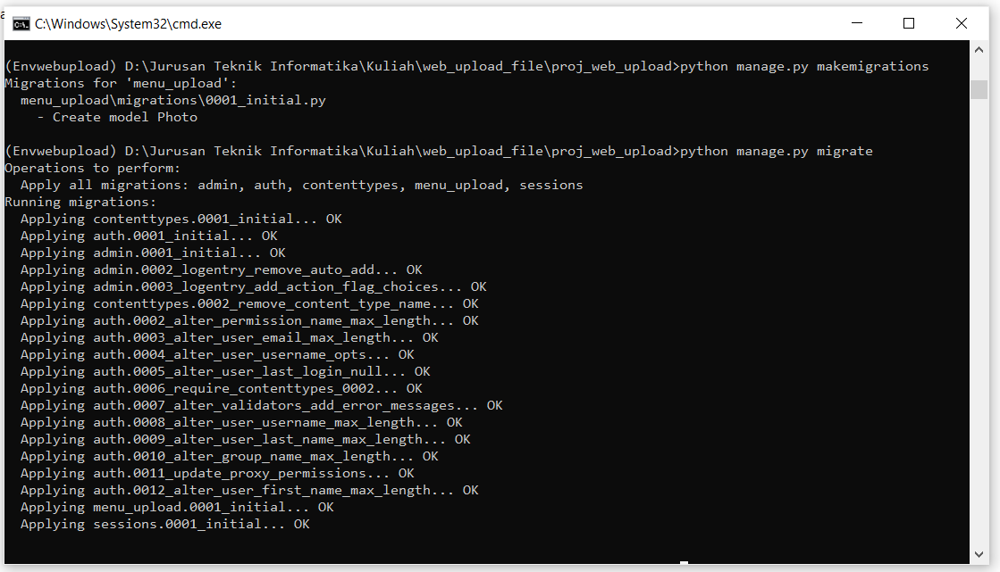 C:\Windows\System32\cmd.exe
(Envwebupload) D:\Jurusan Teknik Informatika\Kuliah\web_upload_file\proj_web_upload>python manage.py makemigrations
Migrations for 'menu_upload':
  menu_upload\migrations\0001_initial.py
    - Create model Photo
(Envwebupload) D:\Jurusan Teknik Informatika\Kuliah\web_upload_file\proj_web_upload>python manage.py migrate
Operations to perform:
  Apply all migrations: admin, auth, contenttypes, menu_upload, sessions
Running migrations:
  Applying contenttypes.0001_initial... OK
  Applying auth.0001_initial... OK
  Applying admin.0001_initial... OK
  Applying admin.0002_logentry_remove_auto_add... OK
  Applying admin.0003_logentry_add_action_flag_choices... OK
  Applying contenttypes.0002_remove_content_type_name... OK
  Applying auth.0002_alter_permission_name_max_length... OK
  Applying auth.0003_alter_user_email_max_length... OK
  Applying auth.0004_alter_user_username_opts... OK
  Applying auth.0005_alter_user_last_login_null... OK
  Applying auth.0006_require_contenttypes_0002... OK
  Applying auth.0007_alter_validators_add_error_messages... OK
  Applying auth.0008_alter_user_username_max_length... OK
  Applying auth.0009_alter_user_last_name_max_length... OK
  Applying auth.0010_alter_group_name_max_length... OK
  Applying auth.0011_update_proxy_permissions... OK
  Applying auth.0012_alter_user_first_name_max_length... OK
  Applying menu_upload.0001_initial... OK
  Applying sessions.0001_initial... OK